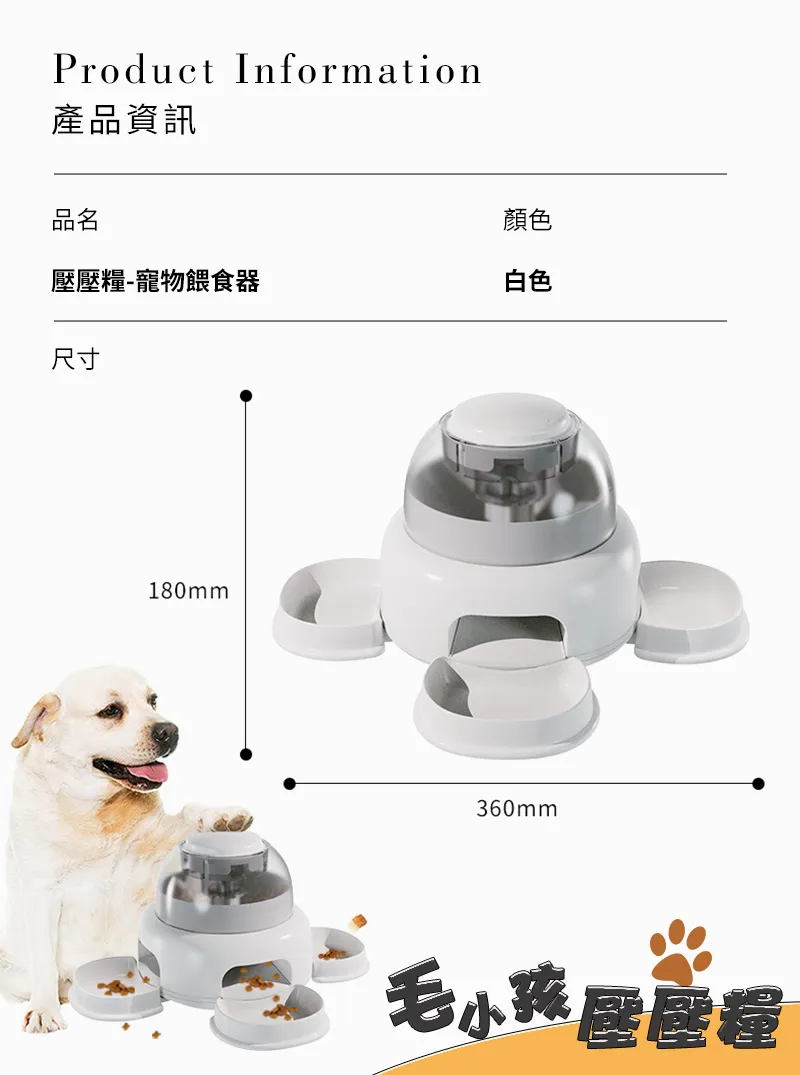 Product Information
產品資訊
品名
顏色
壓壓糧-寵物餵食器
白色
尺寸
180mm
360mm
毛小孩壓壓糧